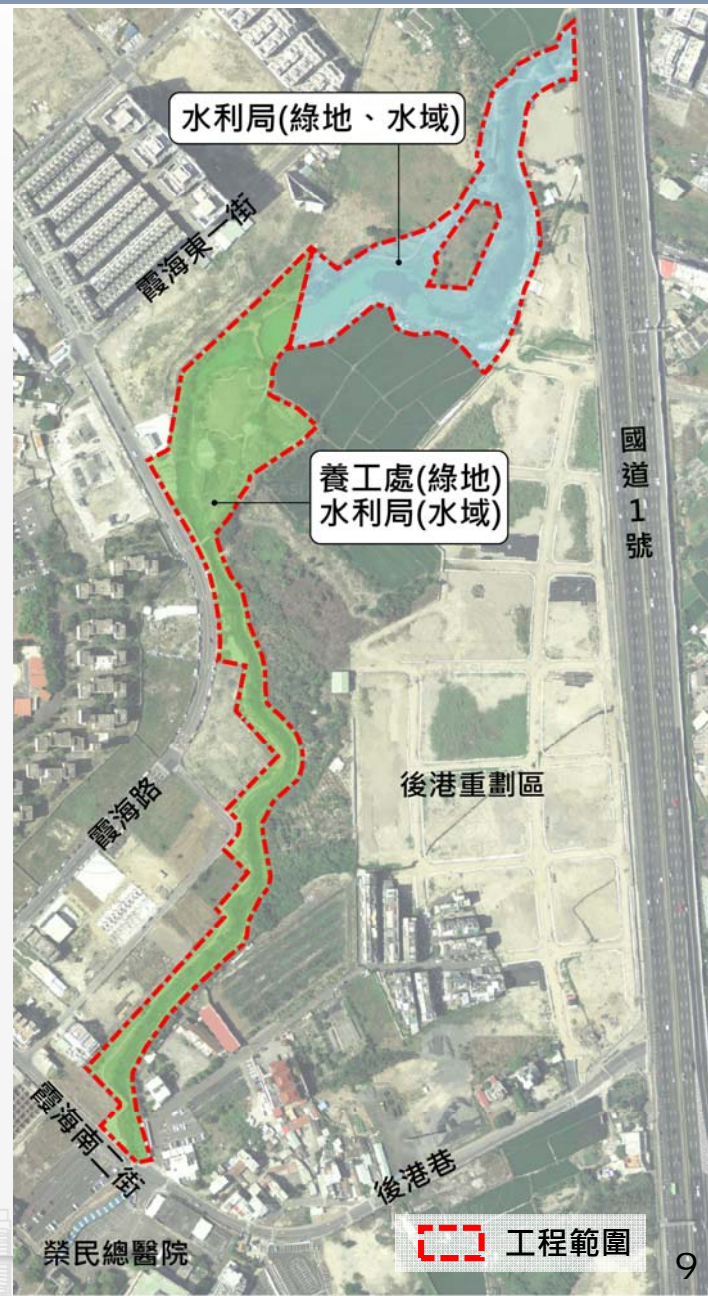 水利局(綠地、水域)
霞海東一街
國道1號
養工處(綠地)
水利局(水域)
後港重劃區
霞海路
霞海南二街
後港巷
榮民總醫院
工程範圍
9